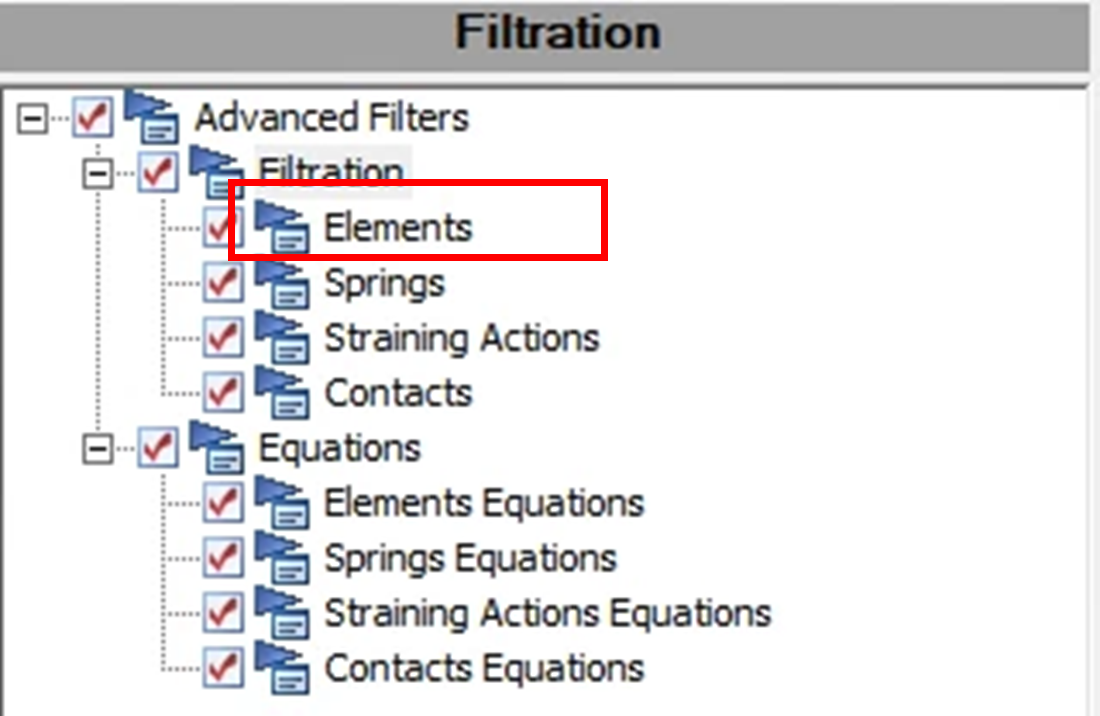 Filtration
Advanced Filters
Filtration
Elements
Springs
Straining Actions
Contacts
Equations
Elements Equations
Springs Equations
Straining Actions Equations
Contacts Equations